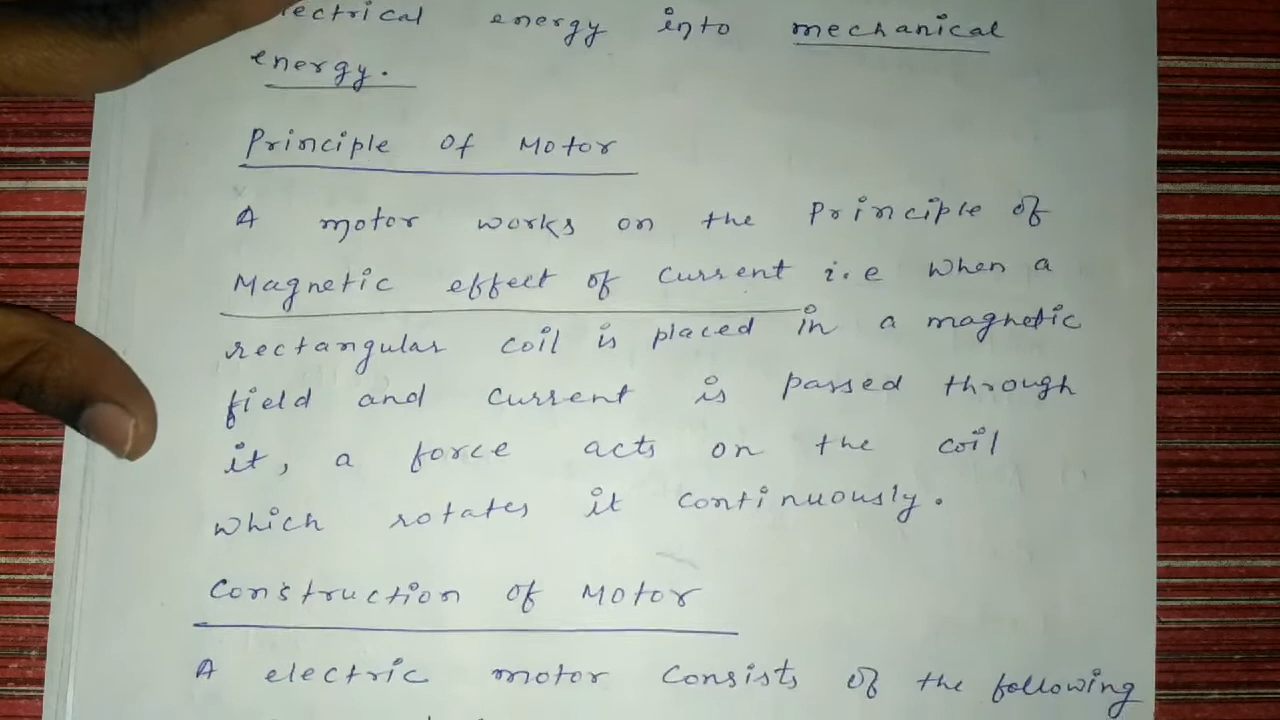 electrical energy into mechanical
energy.
Principle of Motor
A motor works on the Principle of
Magnetic effect of current i.e when a
rectangular coil is placed in a magnetic
field and current is passed through
it, a force acts on the coil
which rotates it continuously.
Construction of Motor
A electric motor consists of the following